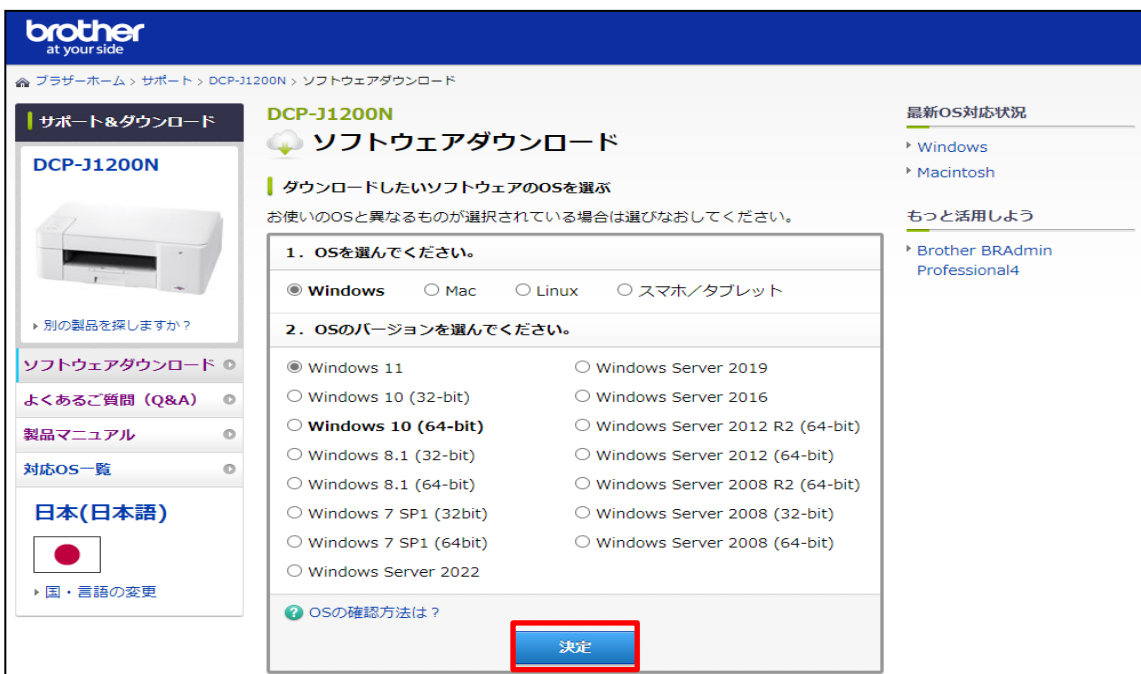 brother
at your side
ブラザーホーム > サポート > DCP-J1200N > ソフトウェアダウンロード
サポート&ダウンロード
DCP-J1200N
別の製品を探しますか？
ソフトウェアダウンロード
よくあるご質問（Q&A）
製品マニュアル
対応OS一覧
日本(日本語)
国・言語の変更
DCP-J1200N
ソフトウェアダウンロード
ダウンロードしたいソフトウェアのOSを選ぶ
お使いのOSと異なるものが選択されている場合は選びなおしてください。
1．OSを選んでください。
Windows Mac Linux スマホ／タブレット
2．OSのバージョンを選んでください。
Windows 11
Windows 10 (32-bit)
Windows 10 (64-bit)
Windows 8.1 (32-bit)
Windows 8.1 (64-bit)
Windows 7 SP1 (32bit)
Windows 7 SP1 (64bit)
Windows Server 2022
Windows Server 2019
Windows Server 2016
Windows Server 2012 R2 (64-bit)
Windows Server 2012 (64-bit)
Windows Server 2008 R2 (64-bit)
Windows Server 2008 (32-bit)
Windows Server 2008 (64-bit)
? OSの確認方法は？
決定
最新OS対応状況
Windows
Macintosh
もっと活用しよう
Brother BRAdmin
Professional4